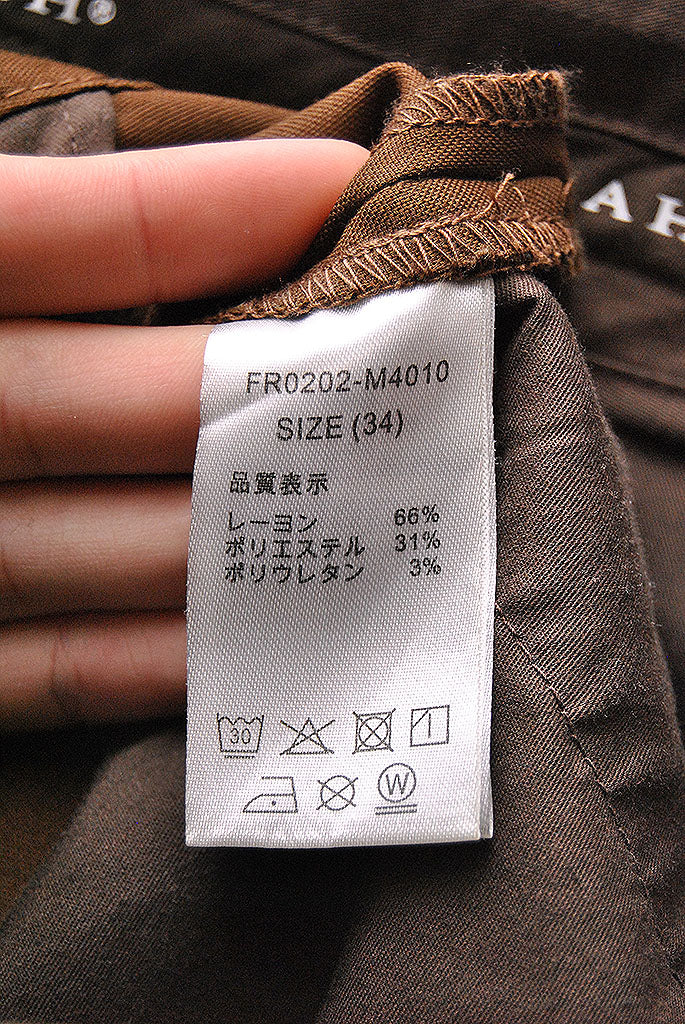 H®
AH
FR0202-M4010
SIZE (34)
品質表示
レーヨン 66%
ポリエステル 31%
ポリウレタン 3%
30
W